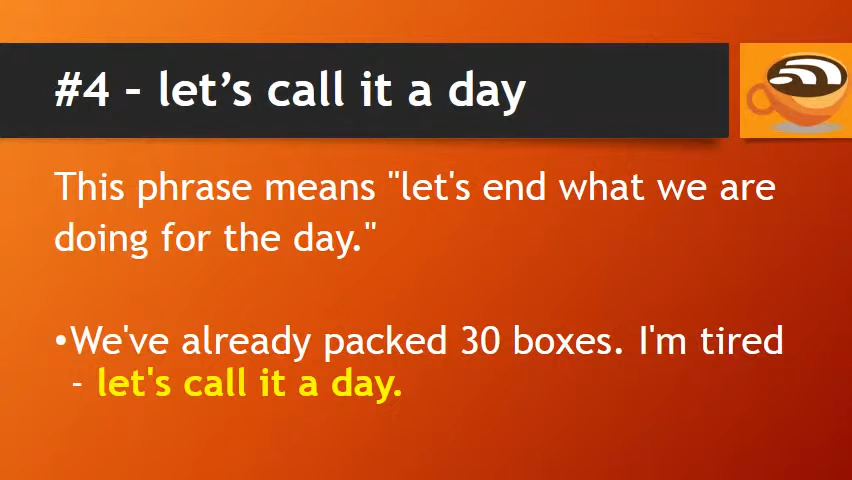 #4 – let’s call it a day
This phrase means "let's end what we are
doing for the day."
•We've already packed 30 boxes. I'm tired
- let's call it a day.